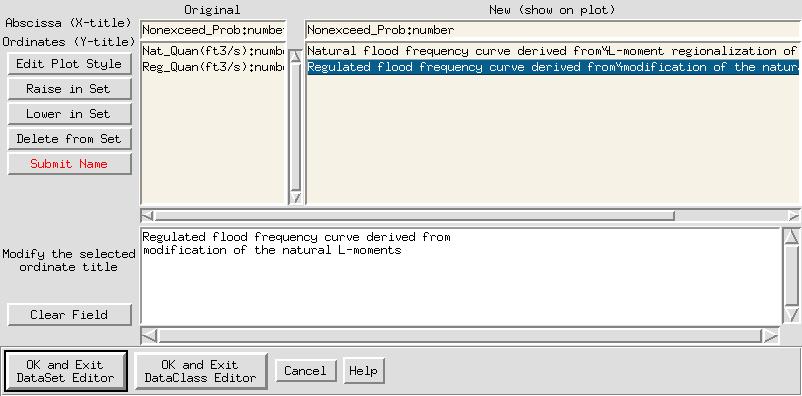 Original New (show on plot)
Abscissa (X-title) Nonexceed_Prob:number Nonexceed_Prob:number
Ordinates (Y-title)
Nat_Quan(ft3/s):numb Natural flood frequency curve derived from L-moment regionalization of
Reg_Quan(ft3/s):numb Regulated flood frequency curve derived from modification of the natur
Edit Plot Style
Raise in Set
Lower in Set
Delete from Set
Submit Name
Modify the selected
ordinate title
Regulated flood frequency curve derived from
modification of the natural L-moments
Clear Field
OK and Exit
DataSet Editor
OK and Exit
DataClass Editor
Cancel
Help